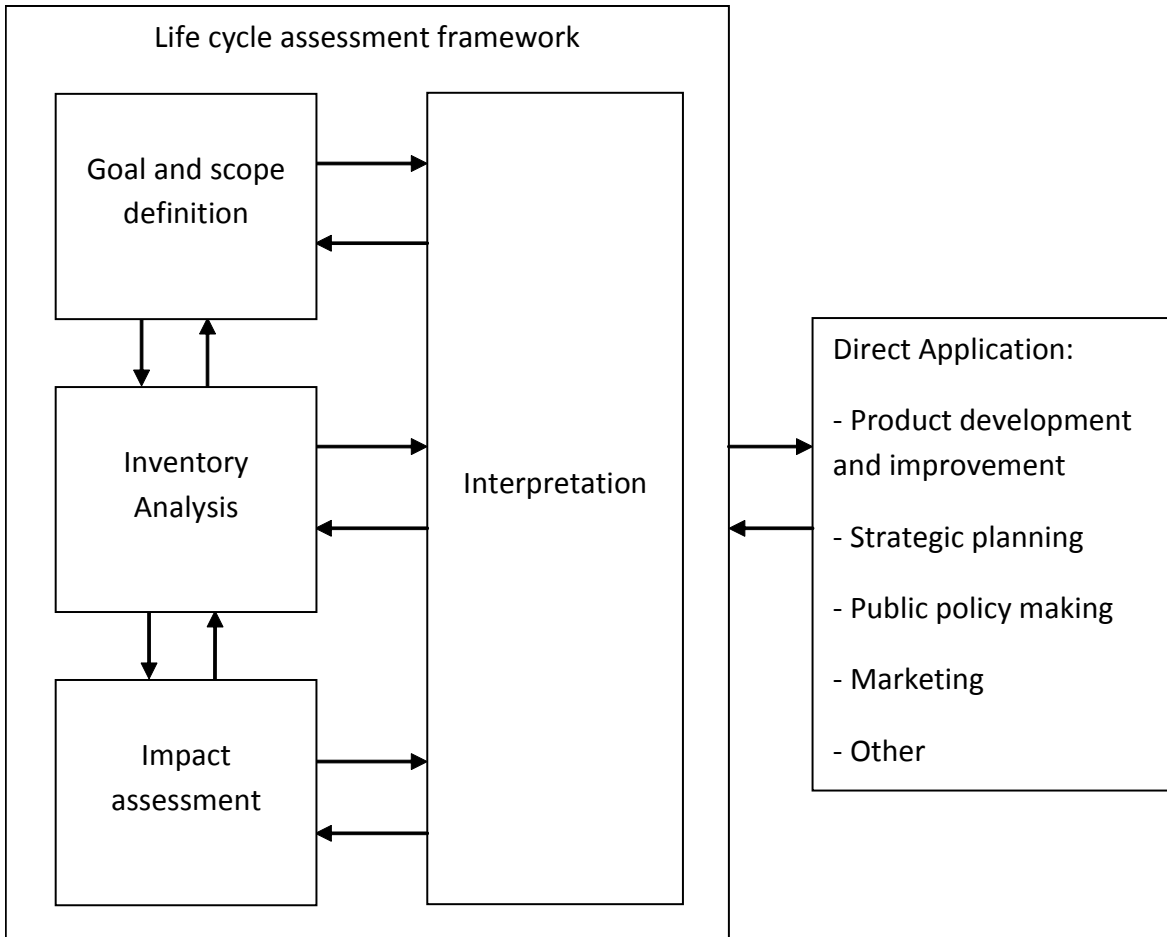 Life cycle assessment framework
Goal and scope
definition
Inventory
Analysis
Impact
assessment
Interpretation
Direct Application:
- Product development
and improvement
- Strategic planning
- Public policy making
- Marketing
- Other